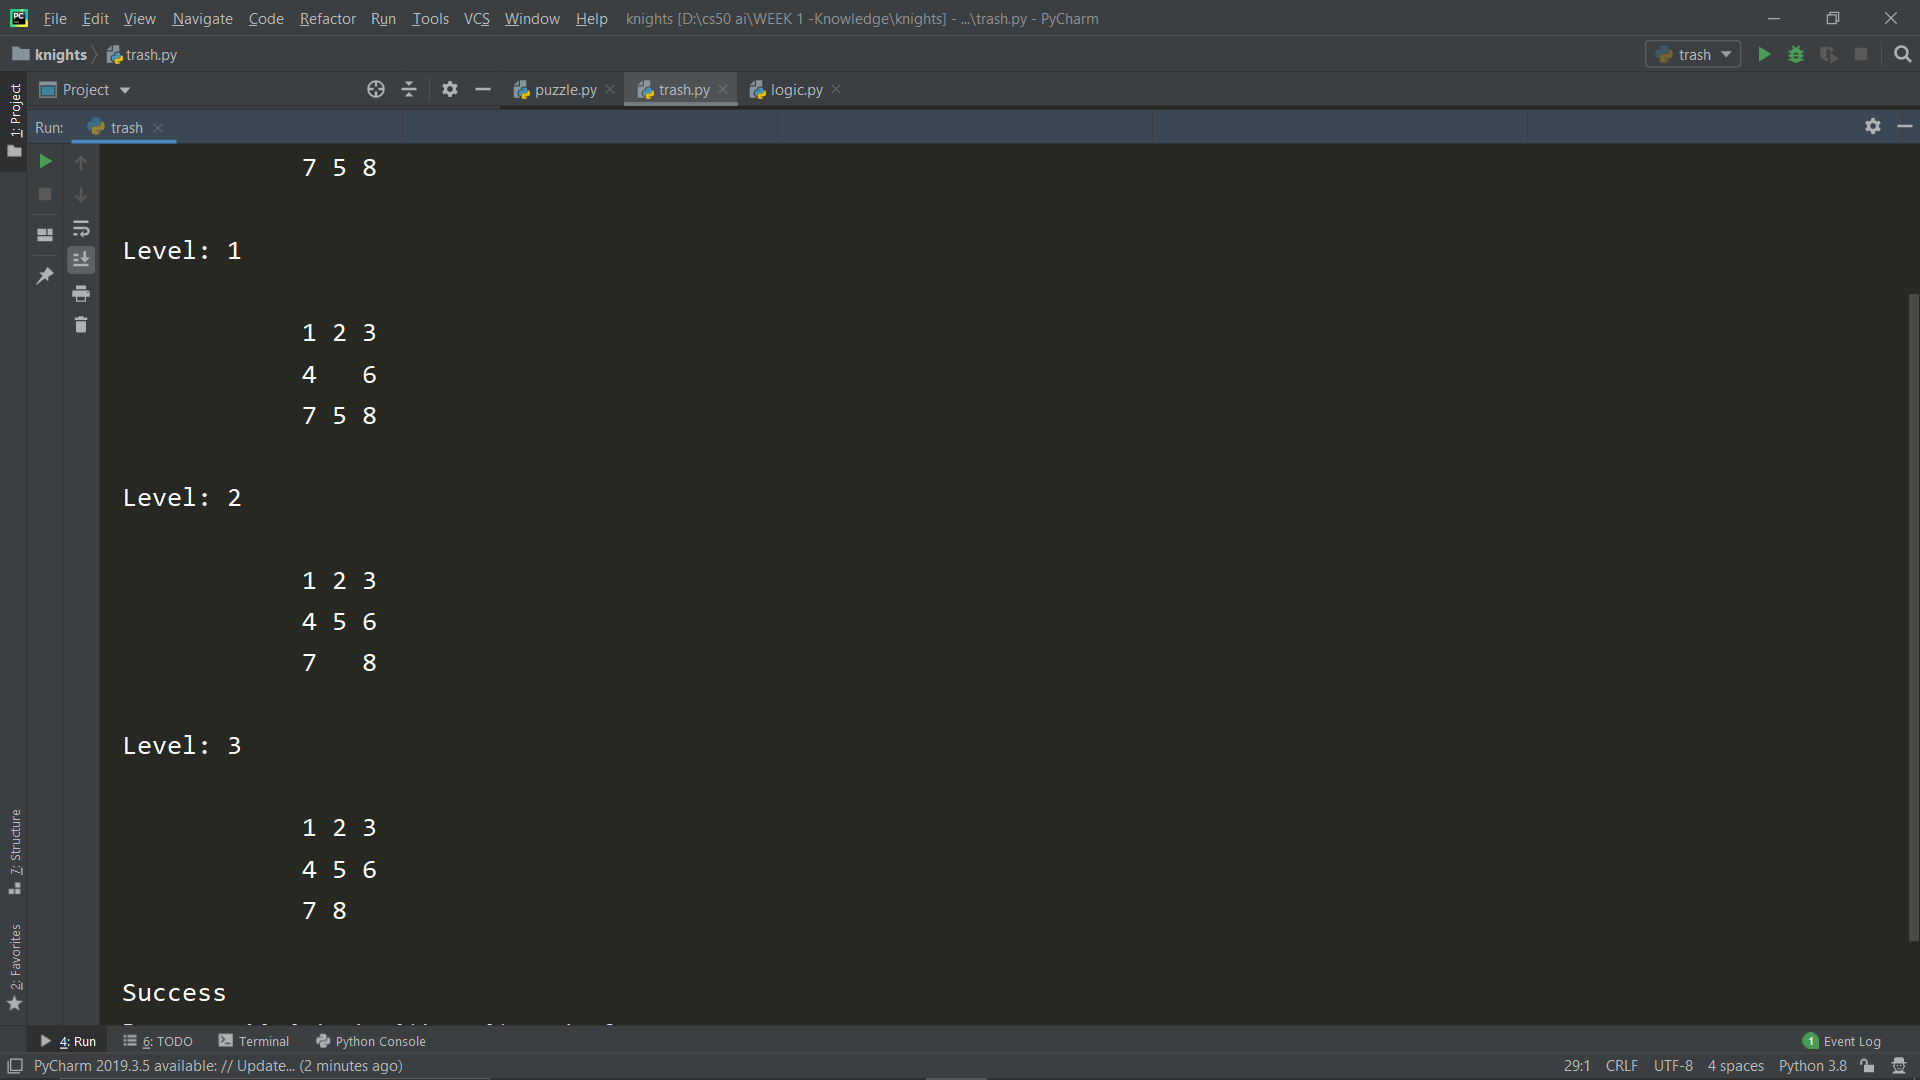 File Edit View Navigate Code Refactor Run Tools VCS Window Help knights [D:\cs50 ai\WEEK 1 -Knowledge\knights] - ...\trash.py - PyCharm
knights trash.py trash
Project puzzle.py trash.py logic.py
1: Project
Run: trash
7 5 8
Level: 1
1 2 3
4   6
7 5 8
Level: 2
1 2 3
4 5 6
7   8
Level: 3
1 2 3
4 5 6
7 8
Success
7: Structure
2: Favorites
4: Run 6: TODO Terminal Python Console 1 Event Log
PyCharm 2019.3.5 available: // Update... (2 minutes ago) 29:1 CRLF UTF-8 4 spaces Python 3.8